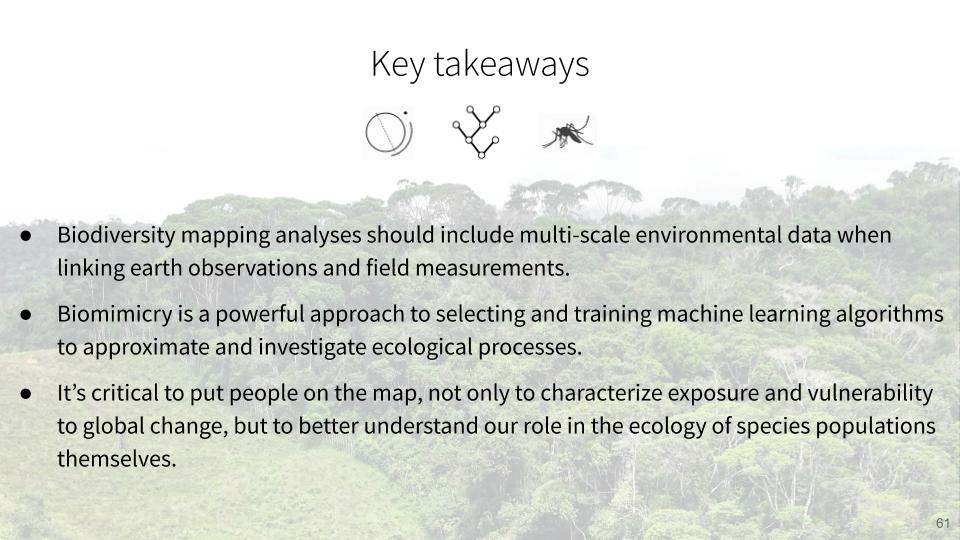 Key takeaways
● Biodiversity mapping analyses should include multi-scale environmental data when
linking earth observations and field measurements.
● Biomimicry is a powerful approach to selecting and training machine learning algorithms
to approximate and investigate ecological processes.
● It’s critical to put people on the map, not only to characterize exposure and vulnerability
to global change, but to better understand our role in the ecology of species populations
themselves.
61